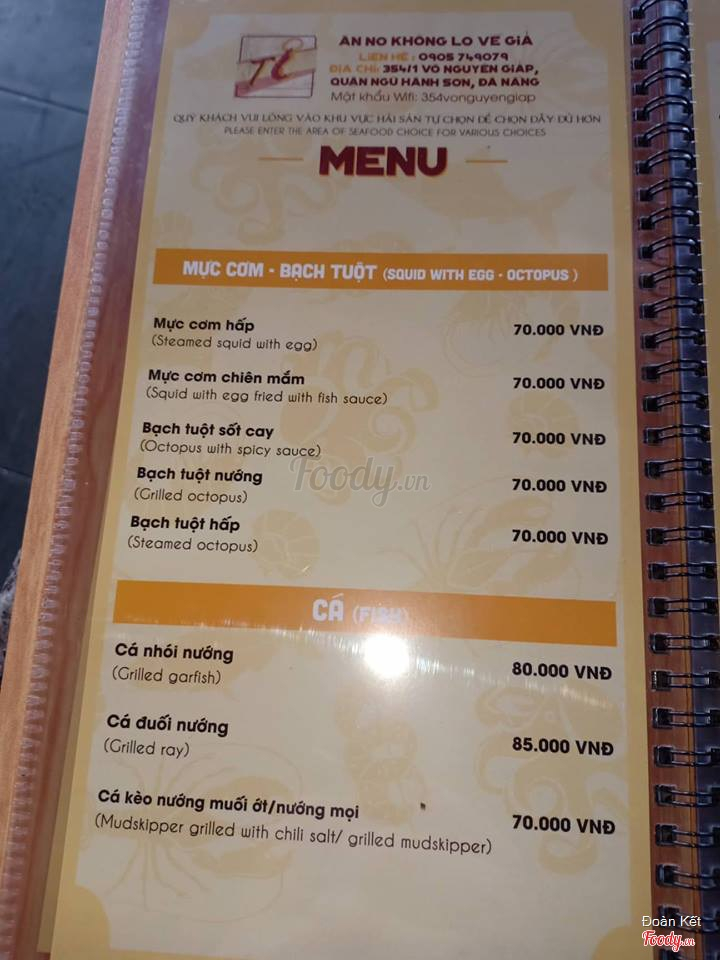 TÍ
ĂN NO KHÔNG LO VỀ GIÁ
LIÊN HỆ : 0905 749079
ĐỊA CHỈ: 354/1 VÕ NGUYÊN GIÁP,
QUẬN NGŨ HÀNH SƠN, ĐÀ NẴNG
Mật khẩu Wifi: 354vonguyengiap
QUÝ KHÁCH VUI LÒNG VÀO KHU VỰC HẢI SẢN TỰ CHỌN ĐỂ CHỌN ĐẦY ĐỦ HƠN
PLEASE ENTER THE AREA OF SEAFOOD CHOICE FOR VARIOUS CHOICES
MENU
MỰC CƠM - BẠCH TUỘT (SQUID WITH EGG - OCTOPUS )
Mực cơm hấp 70.000 VNĐ
(Steamed squid with egg)
Mực cơm chiên mắm 70.000 VNĐ
(Squid with egg fried with fish sauce)
Bạch tuột sốt cay 70.000 VNĐ
(Octopus with spicy sauce)
Bạch tuột nướng 70.000 VNĐ
(Grilled octopus)
Bạch tuột hấp 70.000 VNĐ
(Steamed octopus)
Foody.vn
CÁ (FISH)
Cá nhói nướng 80.000 VNĐ
(Grilled garfish)
Cá đuối nướng 85.000 VNĐ
(Grilled ray)
Cá kèo nướng muối ớt/nướng mọi 70.000 VNĐ
(Mudskipper grilled with chili salt/ grilled mudskipper)
Đoàn Kết
Foody.vn